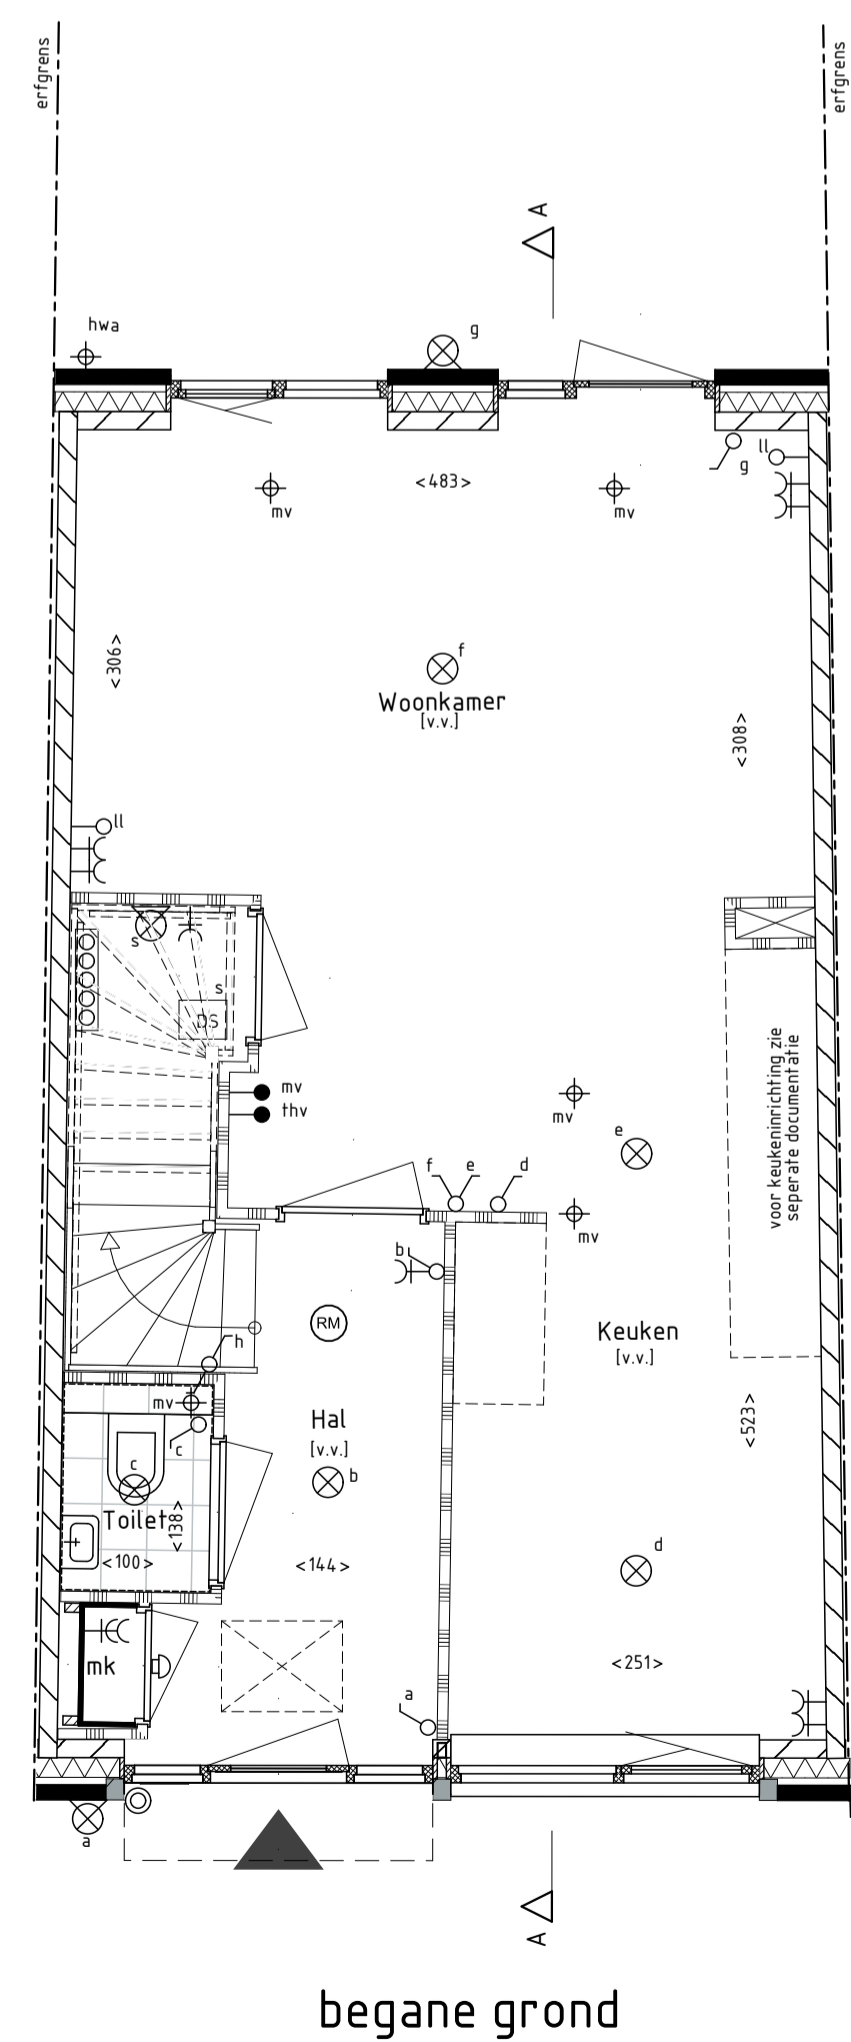 erfgrens
erfgrens
A
hwa
g
g
ll
<483>
mv
mv
<306>
f
Woonkamer
[v.v.]
<308>
ll
s
s
DS
mv
thv
mv
e
voor keukeninrichting zie
seperate documentatie
f
e
d
mv
b
RM
h
Keuken
[v.v.]
mv
c
Hal
[v.v.]
<523>
c
b
Toilet
<138>
<100>
<144>
d
mk
<251>
a
a
A
begane grond